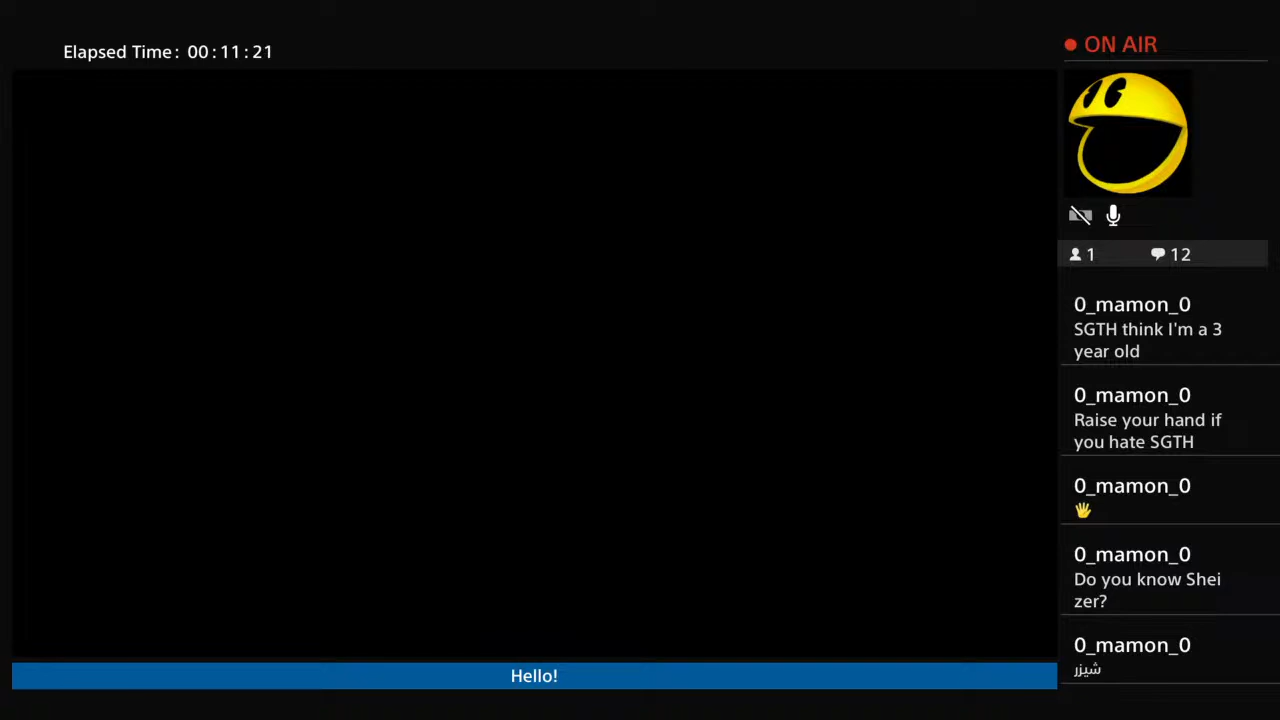 Elapsed Time: 00:11:21
ON AIR
1 12
0_mamon_0
SGTH think I'm a 3
year old
0_mamon_0
Raise your hand if
you hate SGTH
0_mamon_0
🖐
0_mamon_0
Do you know Shei
zer?
0_mamon_0
شيزر
Hello!